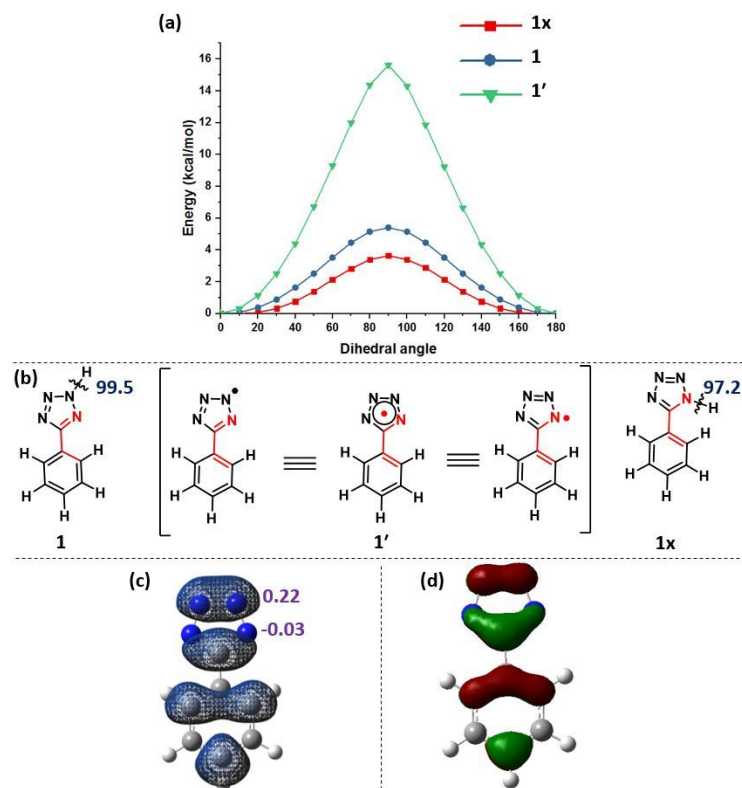 (a)
1x
1
1′
Energy (kcal/mol)
16
14
12
10
8
6
4
2
0
0 20 40 60 80 100 120 140 160 180
Dihedral angle
(b)
H
99.5
N N
N N
H H
H H
H
1
N N•
N N
H H
H H
H
N N
N N
H H
H H
H
1′
N N
N N•
H H
H H
H
97.2
N N
N N H
H H
H H
H
1x
(c)
0.22
-0.03
(d)